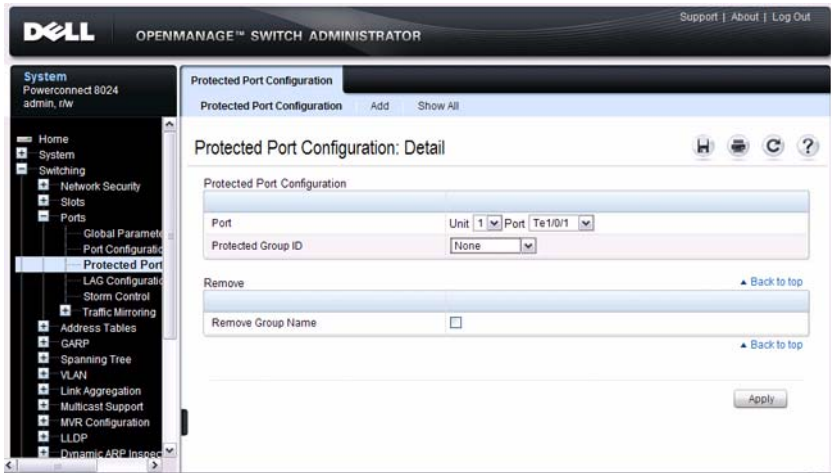 Support | About | Log Out
DELL
OPENMANAGE™ SWITCH ADMINISTRATOR
System
Powerconnect 8024
admin, r/w
Home
System
Switching
Network Security
Slots
Ports
Global Paramete
Port Configuratio
Protected Port
LAG Configuratio
Storm Control
Traffic Mirroring
Address Tables
GARP
Spanning Tree
VLAN
Link Aggregation
Multicast Support
MVR Configuration
LLDP
Dynamic ARP Inspec
Protected Port Configuration
Protected Port Configuration Add Show All
Protected Port Configuration: Detail
Protected Port Configuration
Port Unit 1 Port Te1/0/1
Protected Group ID None
Remove Back to top
Remove Group Name
Back to top
Apply